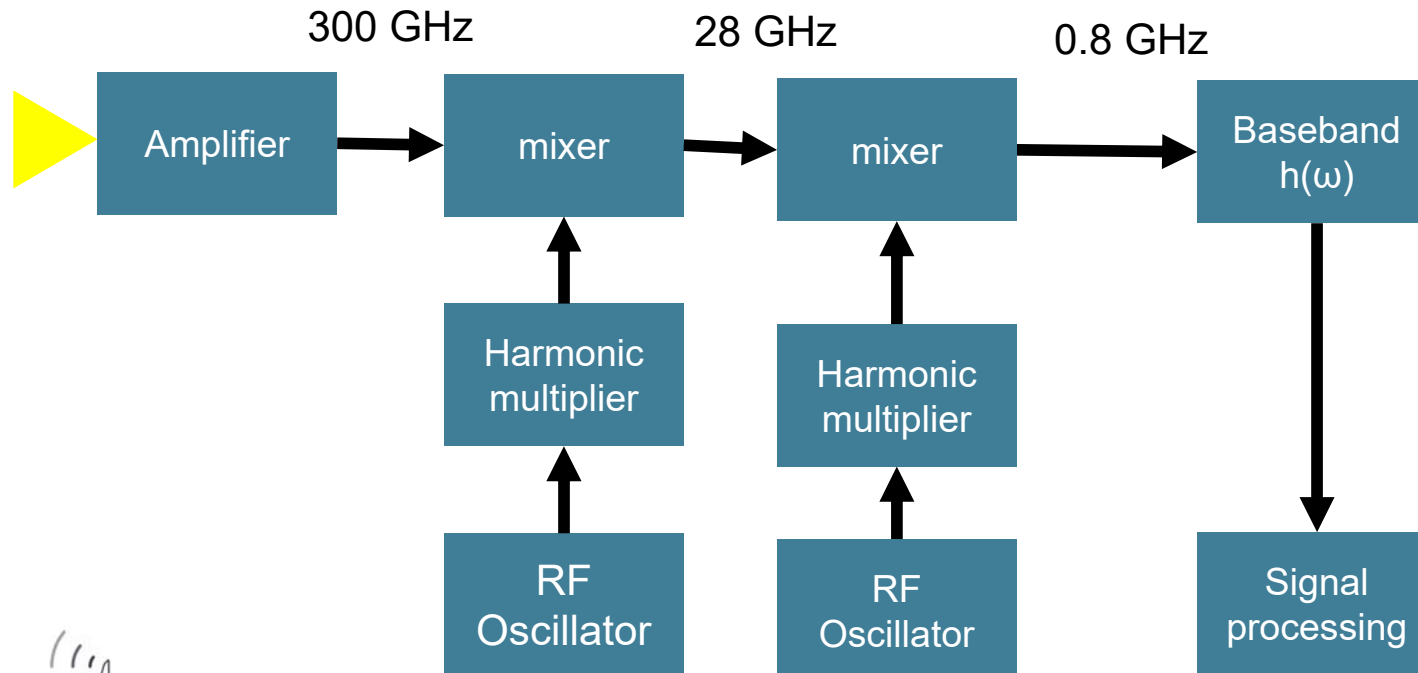 300 GHz
28 GHz
0.8 GHz
Amplifier
mixer
mixer
Baseband
h(ω)
Harmonic
multiplier
Harmonic
multiplier
RF
Oscillator
RF
Oscillator
Signal
processing